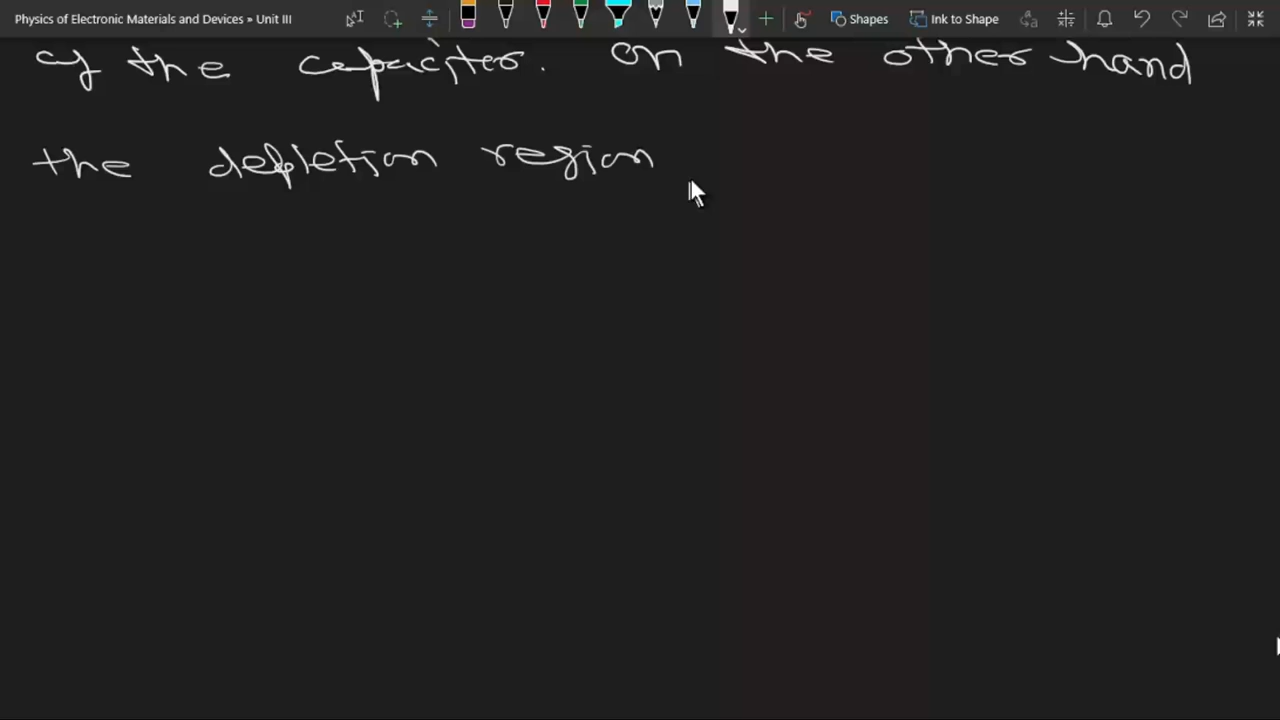 Physics of Electronic Materials and Devices » Unit III Shapes Ink to Shape
of the capacitor. On the other hand
the depletion region